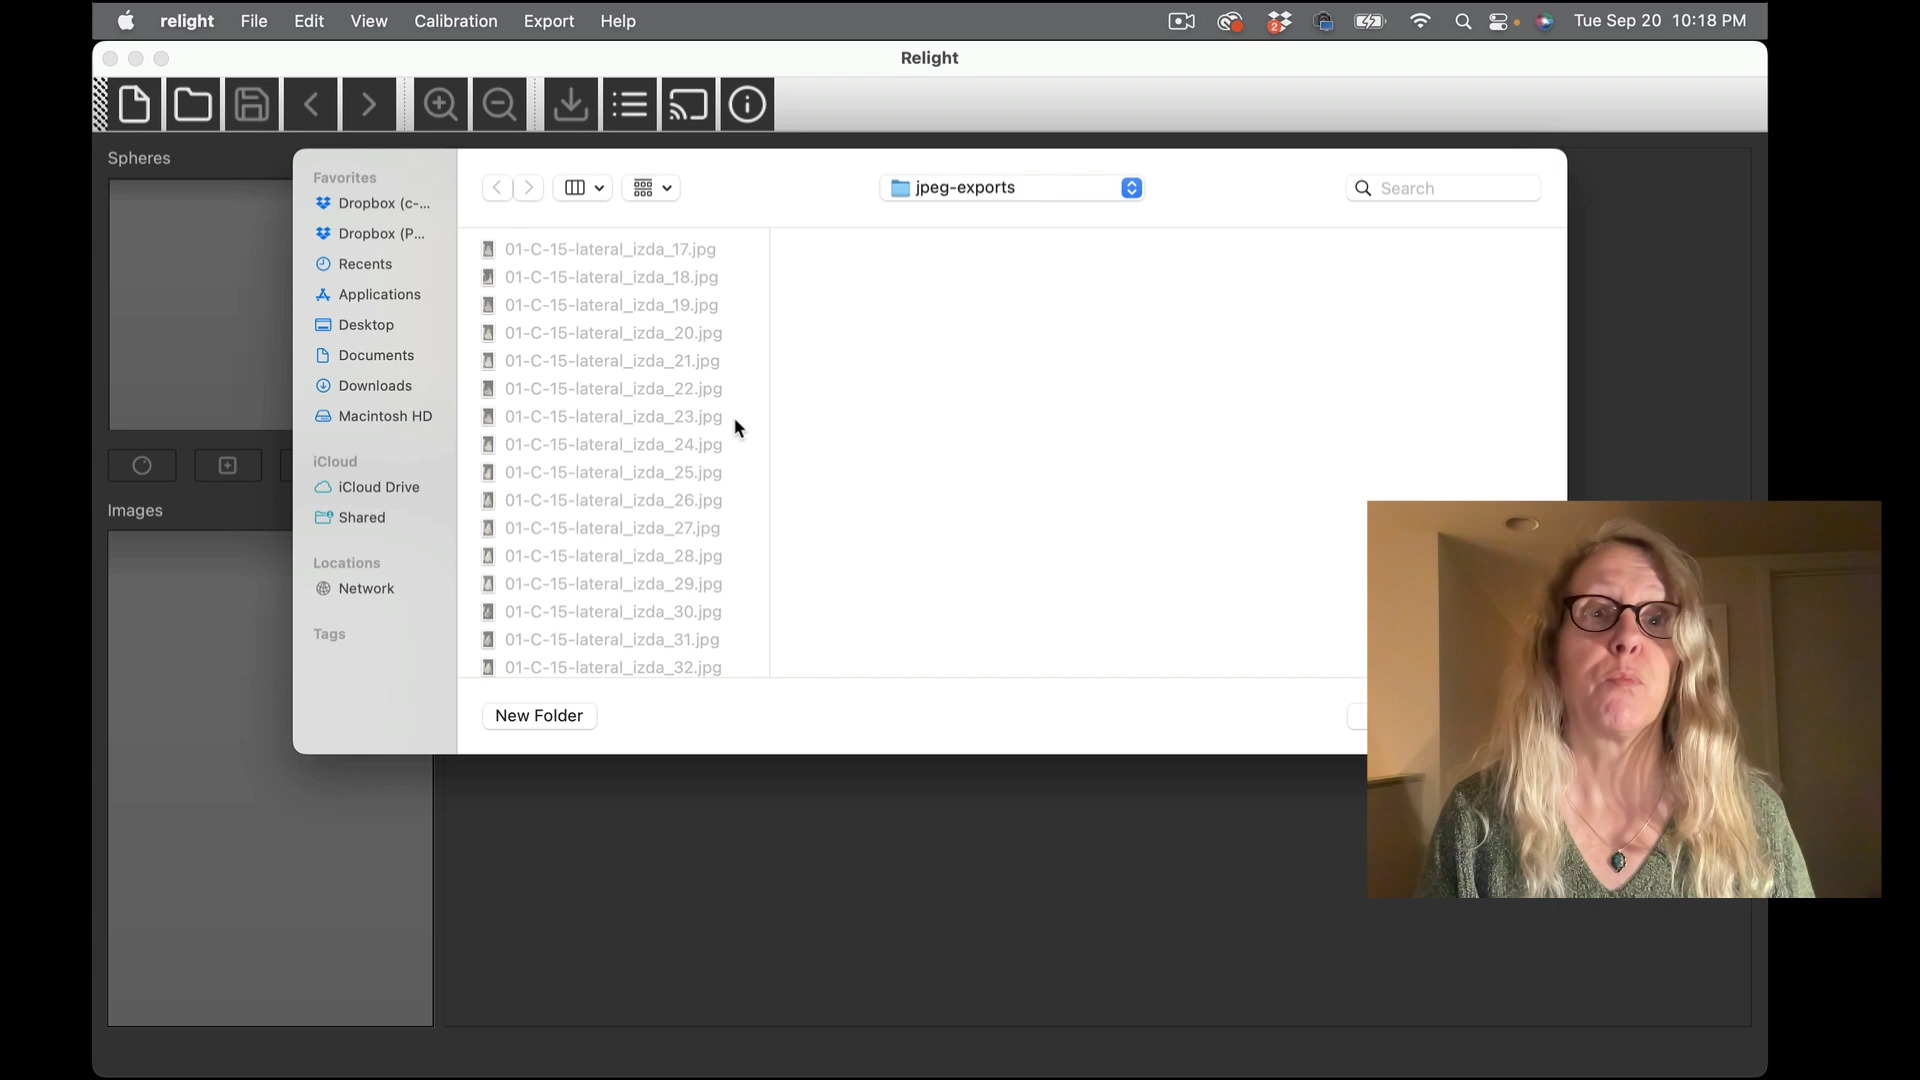 relight File Edit View Calibration Export Help 2 Tue Sep 20 10:18 PM
Relight
Spheres
Images
Favorites
Dropbox (c-...
Dropbox (P...
Recents
Applications
Desktop
Documents
Downloads
Macintosh HD
iCloud
iCloud Drive
Shared
Locations
Network
Tags
jpeg-exports
Search
01-C-15-lateral_izda_17.jpg
01-C-15-lateral_izda_18.jpg
01-C-15-lateral_izda_19.jpg
01-C-15-lateral_izda_20.jpg
01-C-15-lateral_izda_21.jpg
01-C-15-lateral_izda_22.jpg
01-C-15-lateral_izda_23.jpg
01-C-15-lateral_izda_24.jpg
01-C-15-lateral_izda_25.jpg
01-C-15-lateral_izda_26.jpg
01-C-15-lateral_izda_27.jpg
01-C-15-lateral_izda_28.jpg
01-C-15-lateral_izda_29.jpg
01-C-15-lateral_izda_30.jpg
01-C-15-lateral_izda_31.jpg
01-C-15-lateral_izda_32.jpg
New Folder